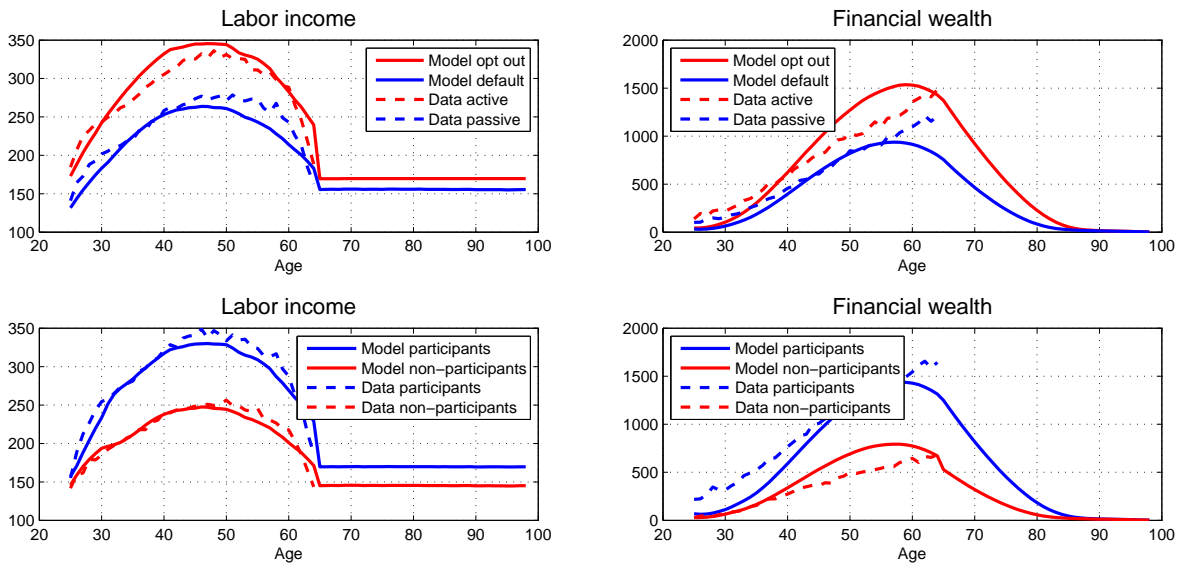 Labor income
350
300
250
200
150
100
Model opt out
Model default
Data active
Data passive
20 30 40 50 60 70 80 90 100
Age
Financial wealth
2000
1500
1000
500
0
Model opt out
Model default
Data active
Data passive
20 30 40 50 60 70 80 90 100
Age
Labor income
350
300
250
200
150
100
Model participants
Model non−participants
Data participants
Data non−participants
20 30 40 50 60 70 80 90 100
Age
Financial wealth
2000
1500
1000
500
0
Model participants
Model non−participants
Data participants
Data non−participants
20 30 40 50 60 70 80 90 100
Age